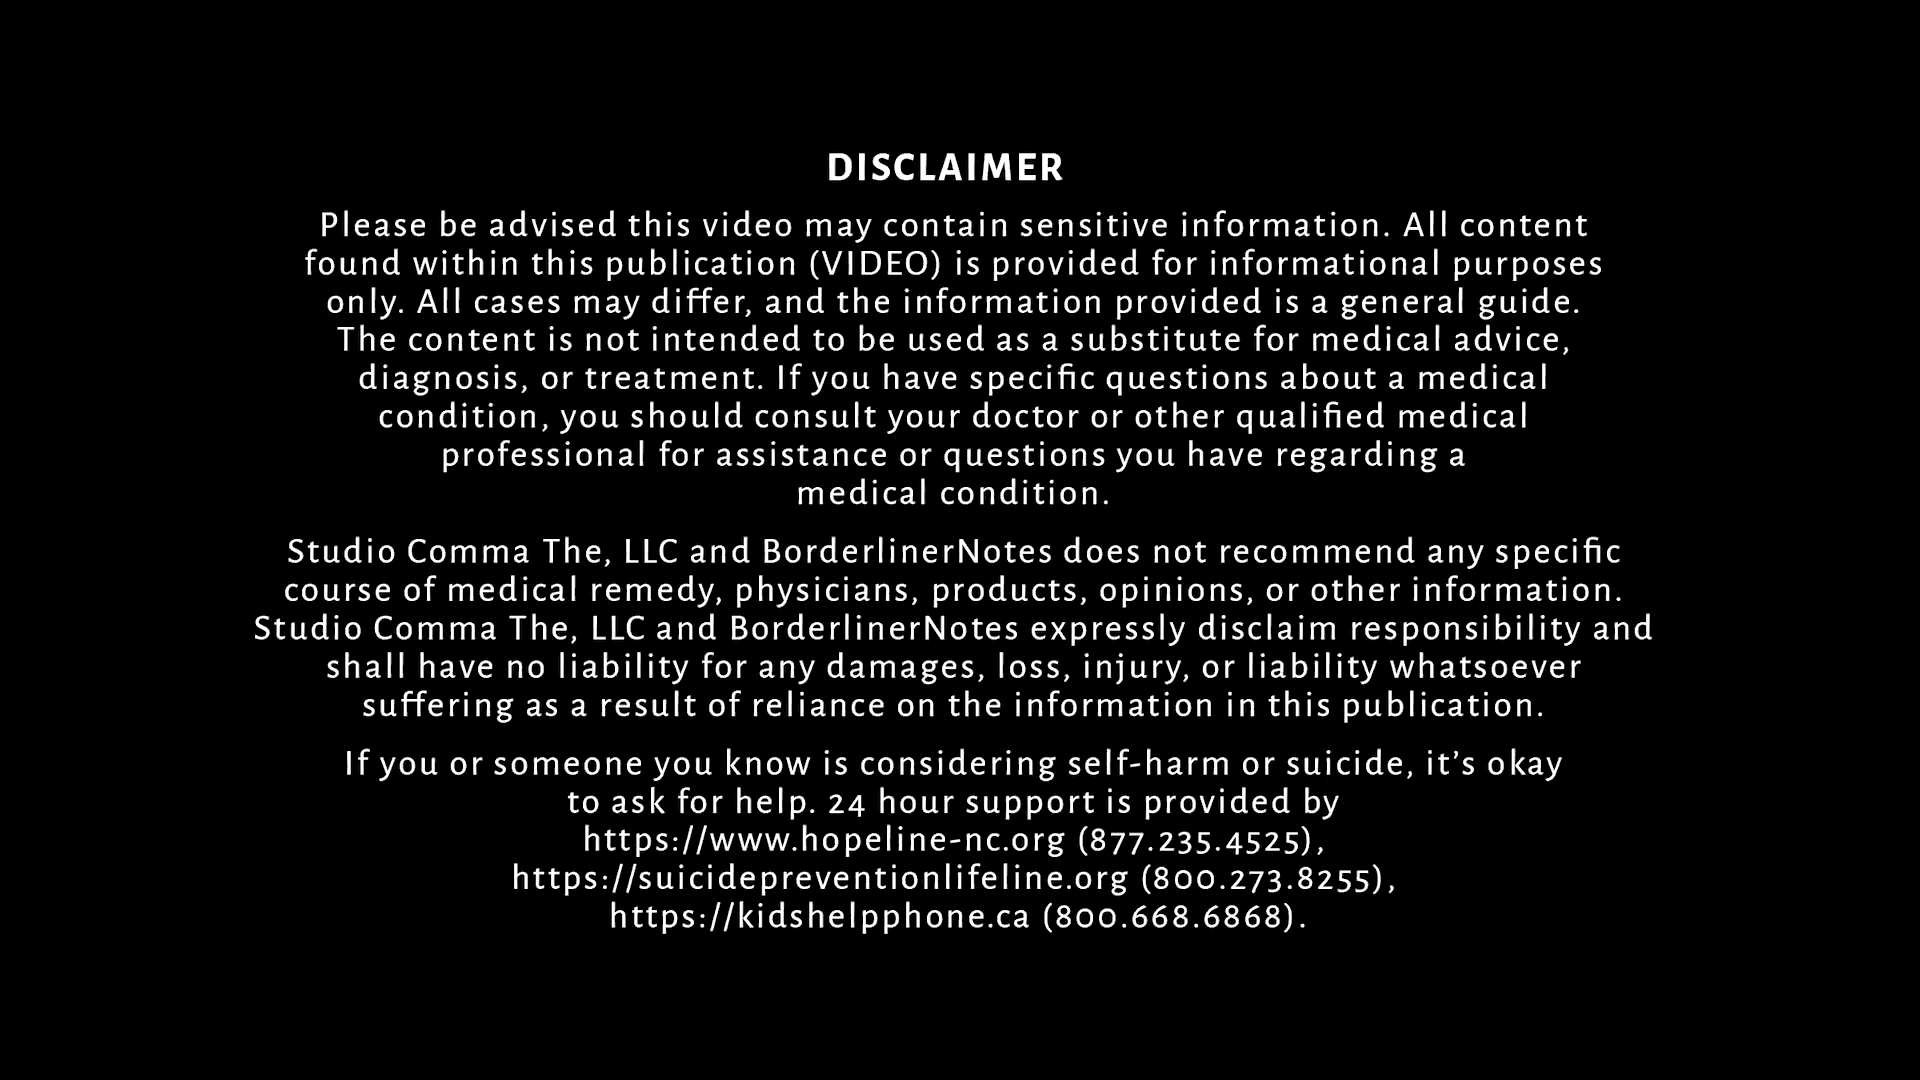 DISCLAIMER
Please be advised this video may contain sensitive information. All content
found within this publication (VIDEO) is provided for informational purposes
only. All cases may differ, and the information provided is a general guide.
The content is not intended to be used as a substitute for medical advice,
diagnosis, or treatment. If you have specific questions about a medical
condition, you should consult your doctor or other qualified medical
professional for assistance or questions you have regarding a
medical condition.
Studio Comma The, LLC and BorderlinerNotes does not recommend any specific
course of medical remedy, physicians, products, opinions, or other information.
Studio Comma The, LLC and BorderlinerNotes expressly disclaim responsibility and
shall have no liability for any damages, loss, injury, or liability whatsoever
suffering as a result of reliance on the information in this publication.
If you or someone you know is considering self-harm or suicide, it’s okay
to ask for help. 24 hour support is provided by
https://www.hopeline-nc.org (877.235.4525),
https://suicidepreventionlifeline.org (800.273.8255),
https://kidshelpphone.ca (800.668.6868).